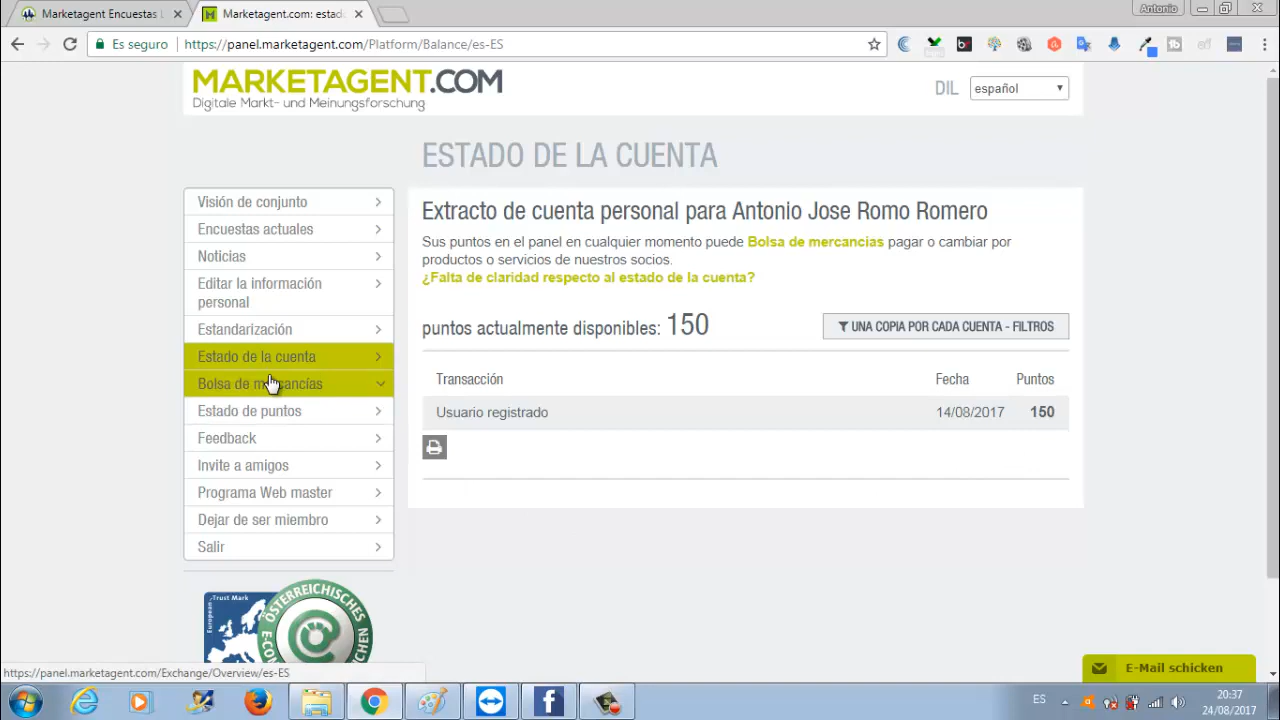 Marketagent Encuestas
Marketagent.com: estad
Antonio
Es seguro
https://panel.marketagent.com/Platform/Balance/es-ES
MARKETAGENT.COM
Digitale Markt- und Meinungsforschung
DIL
español
ESTADO DE LA CUENTA
Visión de conjunto
Encuestas actuales
Noticias
Editar la información
personal
Estandarización
Estado de la cuenta
Bolsa de mercancías
Estado de puntos
Feedback
Invite a amigos
Programa Web master
Dejar de ser miembro
Salir
Extracto de cuenta personal para Antonio Jose Romo Romero
Sus puntos en el panel en cualquier momento puede Bolsa de mercancias pagar o cambiar por
productos o servicios de nuestros socios.
¿Falta de claridad respecto al estado de la cuenta?
puntos actualmente disponibles: 150
UNA COPIA POR CADA CUENTA - FILTROS
Transacción Fecha Puntos
Usuario registrado 14/08/2017 150
European
Trust Mark
ÖSTERREICHISCHES
https://panel.marketagent.com/Exchange/Overview/es-ES
E-Mail schicken
ES
20:37
24/08/2017